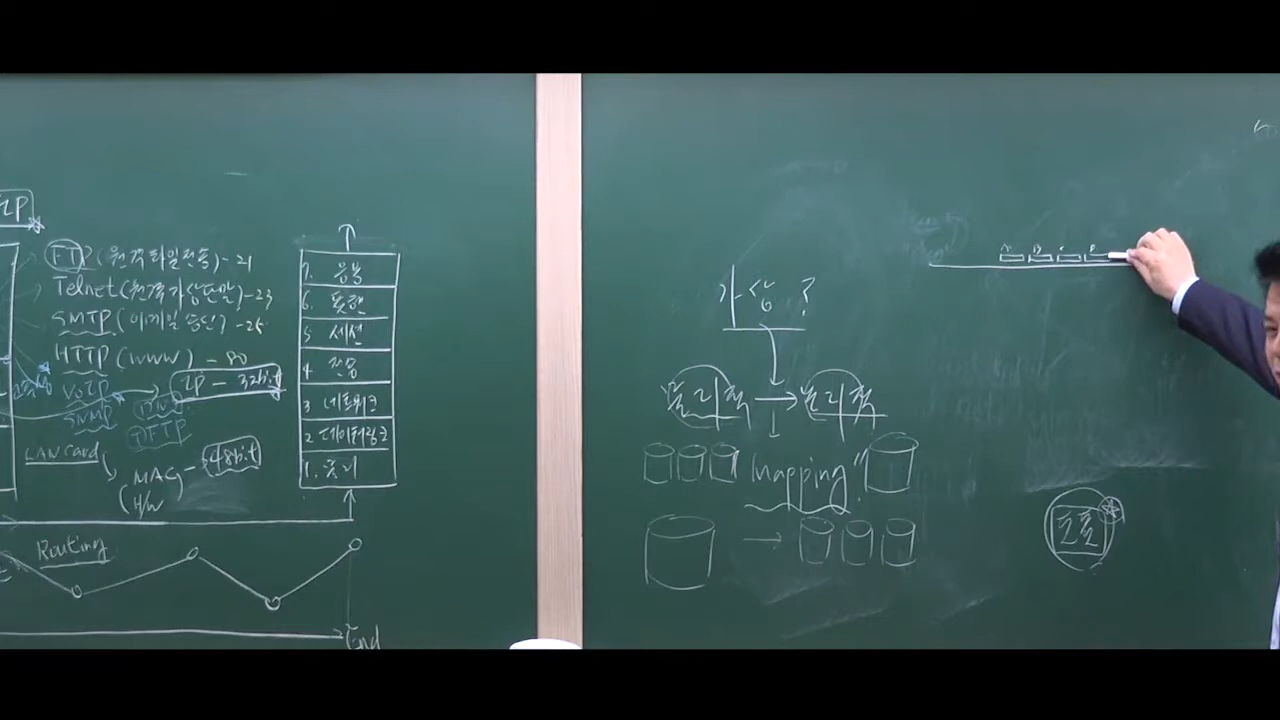 FTP (원격파일전송) - 21
Telnet (원격가상단말) - 23
SMTP (이메일송신) - 25
HTTP (WWW) - 80
VoIP
IP - 32bit
SNMP
TFTP
LAN Card
MAC - 48bit
(H/W)
Routing
End
7. 응용
6. 표현
5 세션
4. 전송
3 네트워크
2 데이터링크
1. 물리
가상?
물리적 → 논리적
"Mapping"